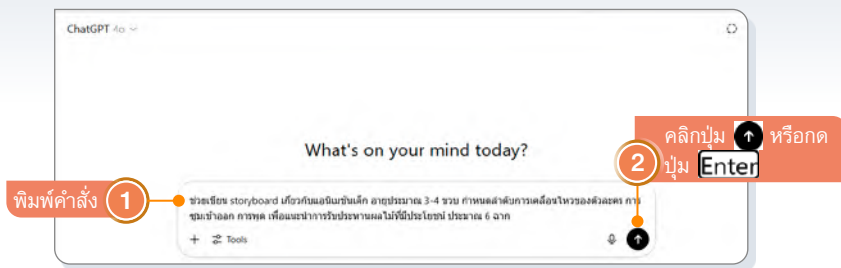 ChatGPT 4o
What's on your mind today?
คลิกปุ่ม หรือกด
ปุ่ม Enter
2
พิมพ์คำสั่ง 1
ช่วยเขียน storyboard เกี่ยวกับแอนิเมชันเด็ก อายุประมาณ 3-4 ขวบ กำหนดลำดับการเคลื่อนไหวของตัวละคร การ
ซูมเข้าออก การพูด เพื่อแนะนำการรับประทานผลไม้ที่มีประโยชน์ ประมาณ 6 ฉาก
Tools